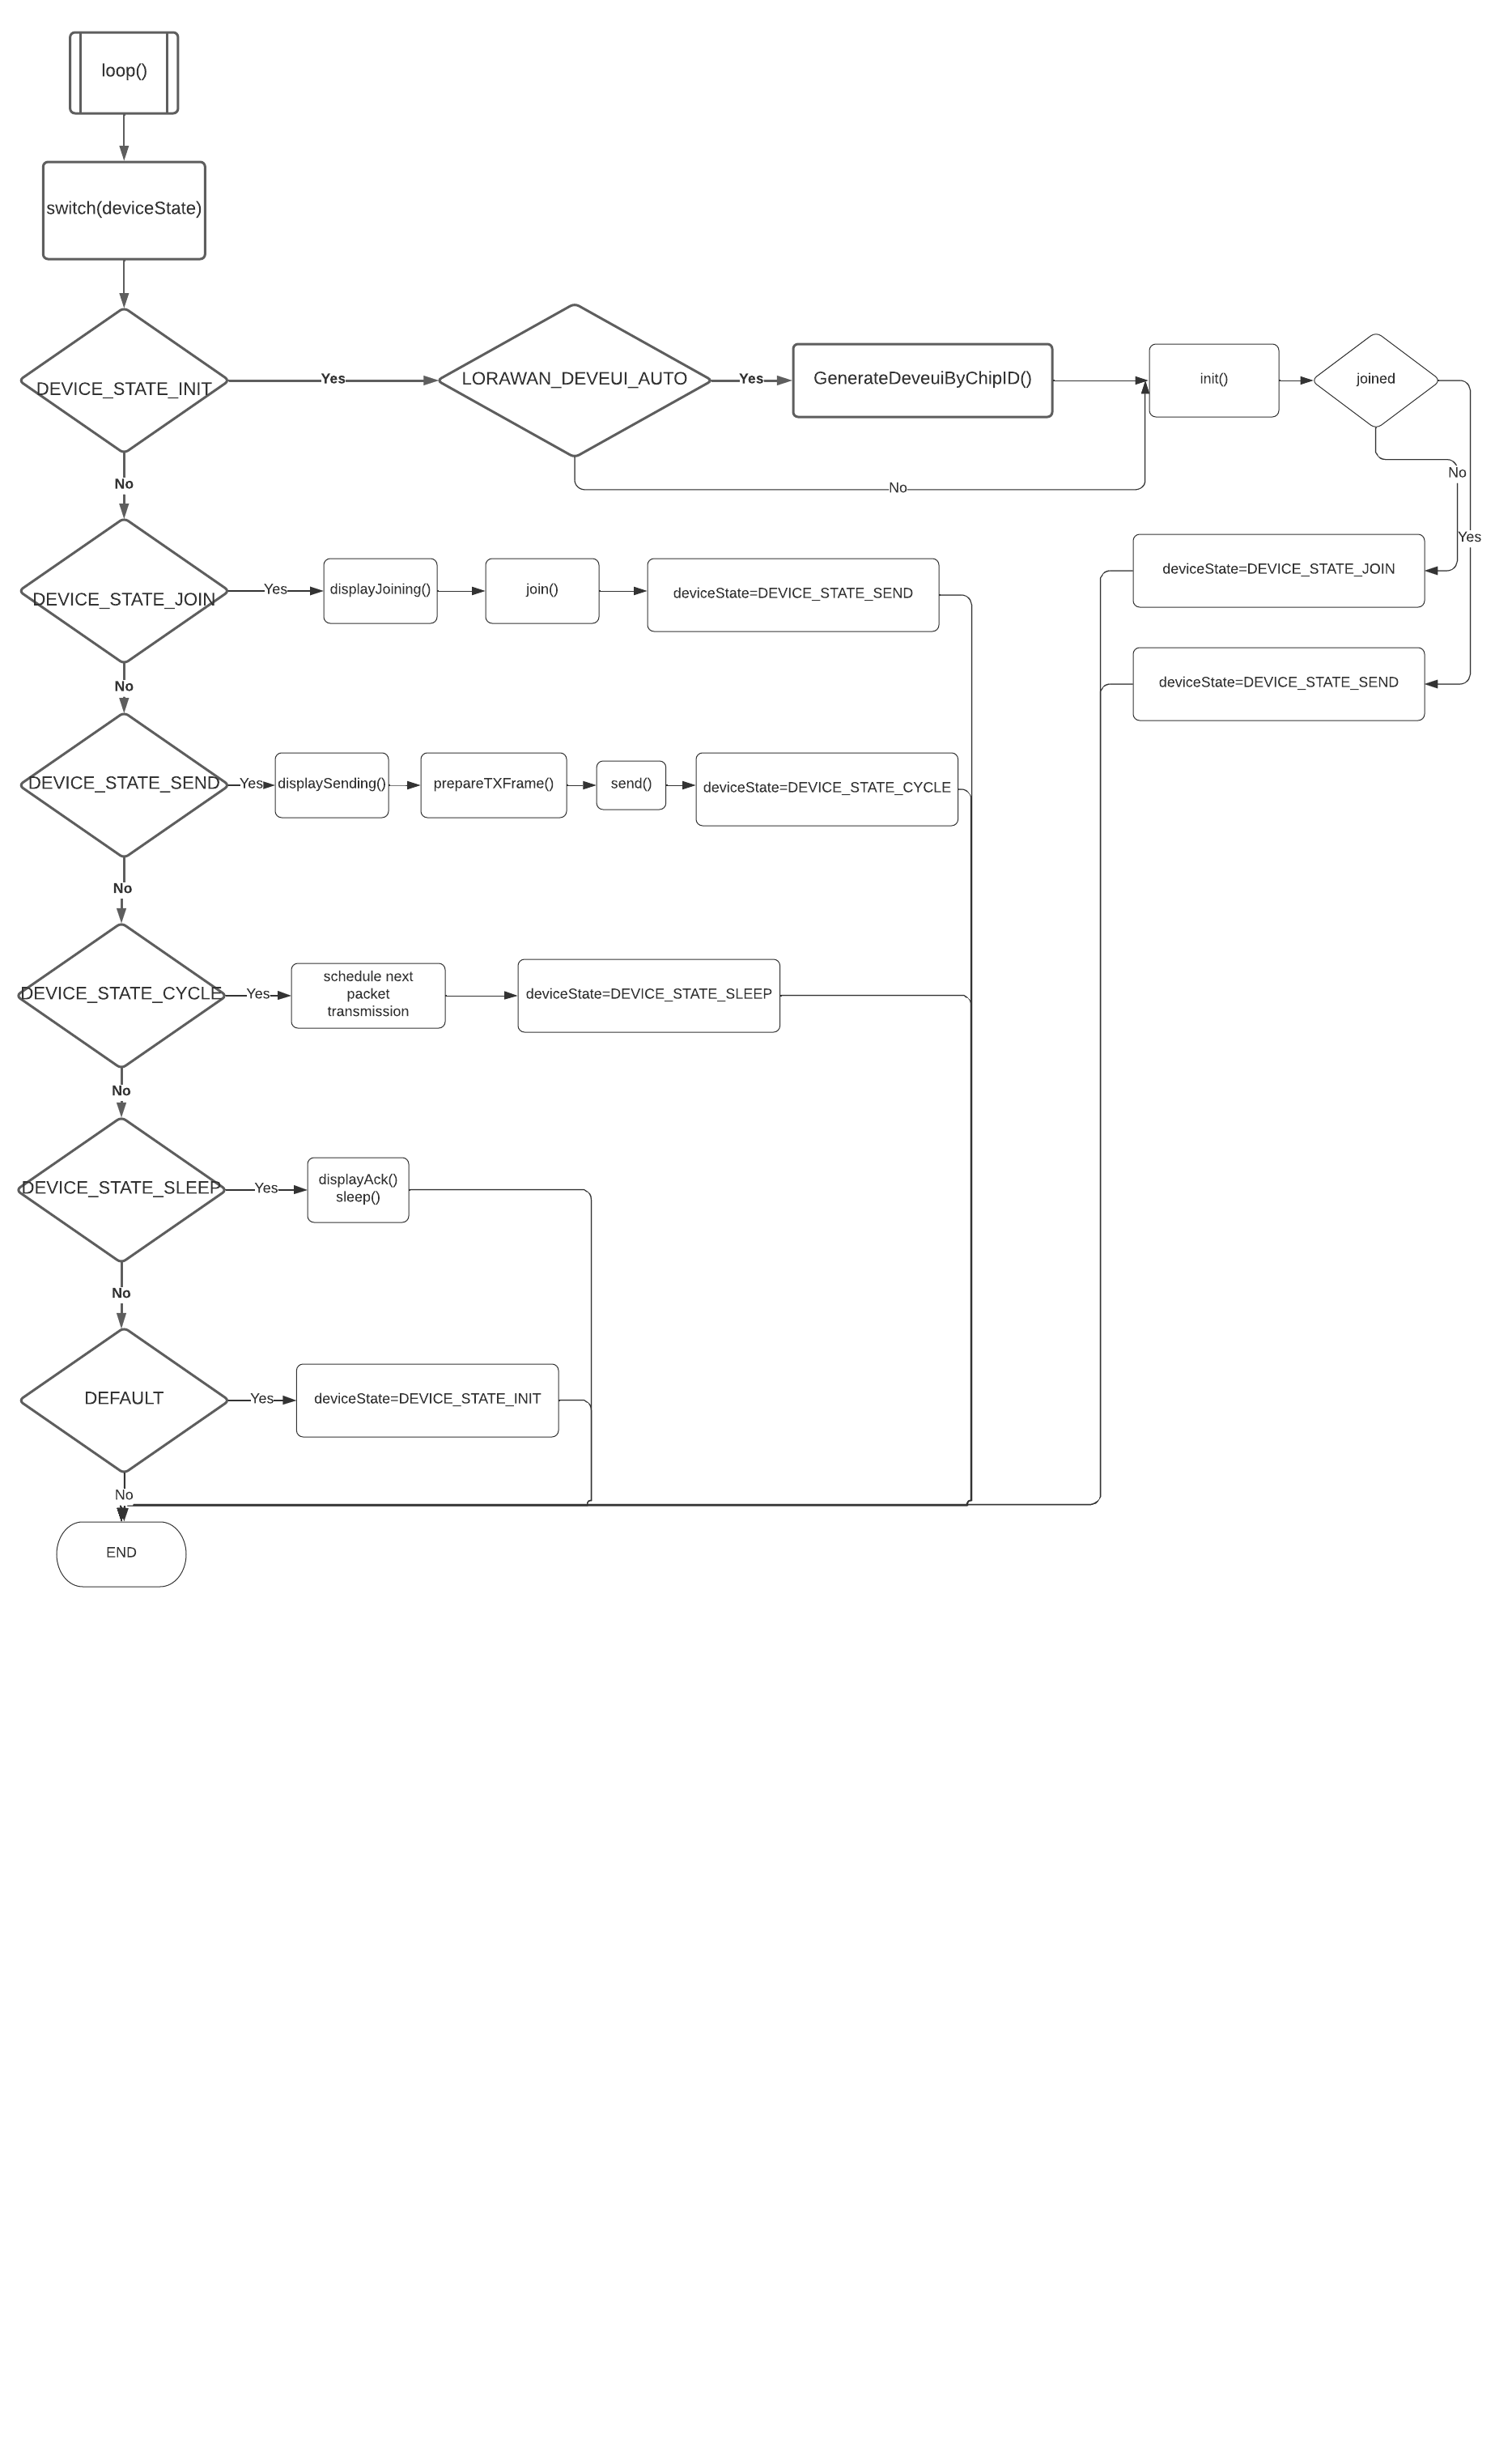 loop()
switch(deviceState)
DEVICE_STATE_INIT
Yes
LORAWAN_DEVEUI_AUTO
Yes
GenerateDeveuiByChipID()
init()
joined
No
No
No
Yes
deviceState=DEVICE_STATE_JOIN
DEVICE_STATE_JOIN
Yes
displayJoining()
join()
deviceState=DEVICE_STATE_SEND
deviceState=DEVICE_STATE_SEND
No
DEVICE_STATE_SEND
Yes
displaySending()
prepareTXFrame()
send()
deviceState=DEVICE_STATE_CYCLE
No
DEVICE_STATE_CYCLE
Yes
schedule next
packet
transmission
deviceState=DEVICE_STATE_SLEEP
No
DEVICE_STATE_SLEEP
Yes
displayAck()
sleep()
No
DEFAULT
Yes
deviceState=DEVICE_STATE_INIT
No
END